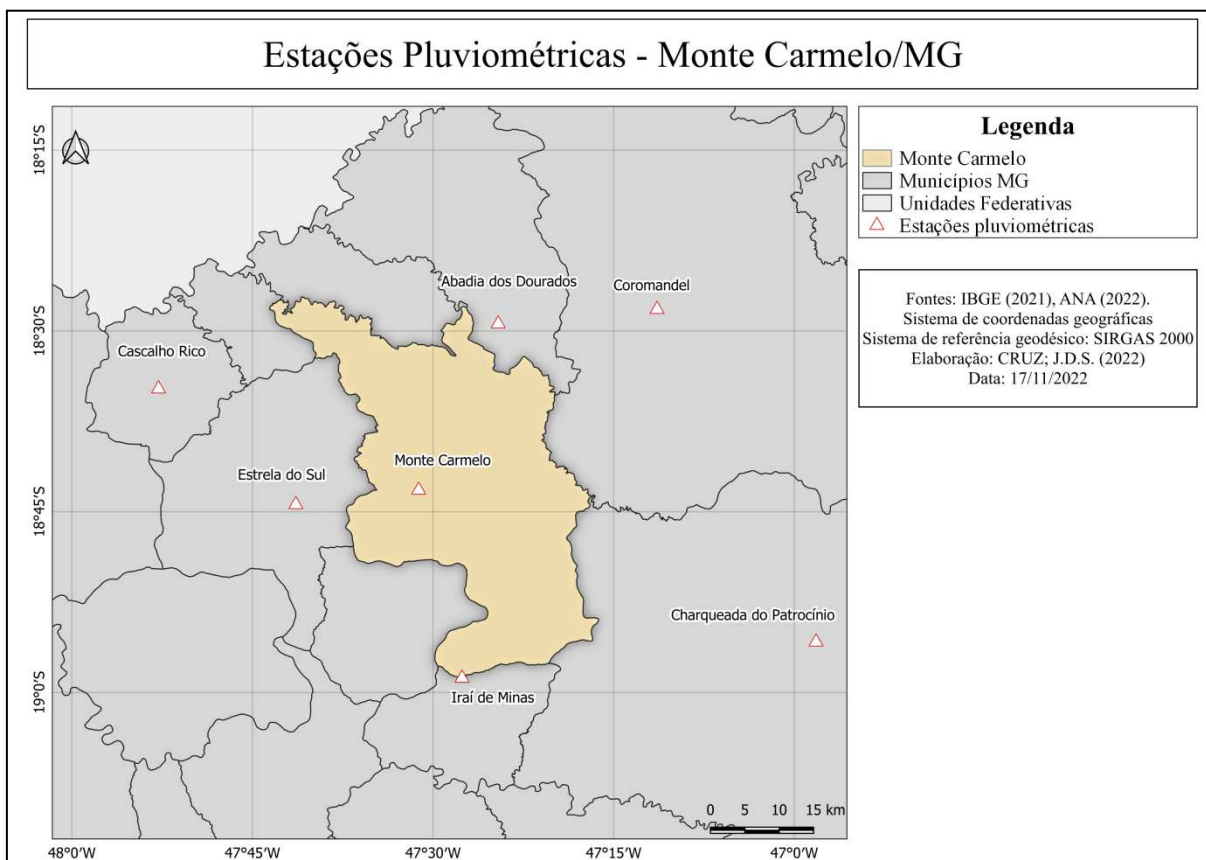 Estações Pluviométricas - Monte Carmelo/MG
18°15'S
18°30'S
18°45'S
19°0'S
Abadia dos Dourados
Coromandel
Cascalho Rico
Monte Carmelo
Estrela do Sul
Charqueada do Patrocínio
Iraí de Minas
0 5 10 15 km
48°0'W 47°45'W 47°30'W 47°15'W 47°0'W
Legenda
Monte Carmelo
Municípios MG
Unidades Federativas
Estações pluviométricas
Fontes: IBGE (2021), ANA (2022).
Sistema de coordenadas geográficas
Sistema de referência geodésico: SIRGAS 2000
Elaboração: CRUZ; J.D.S. (2022)
Data: 17/11/2022